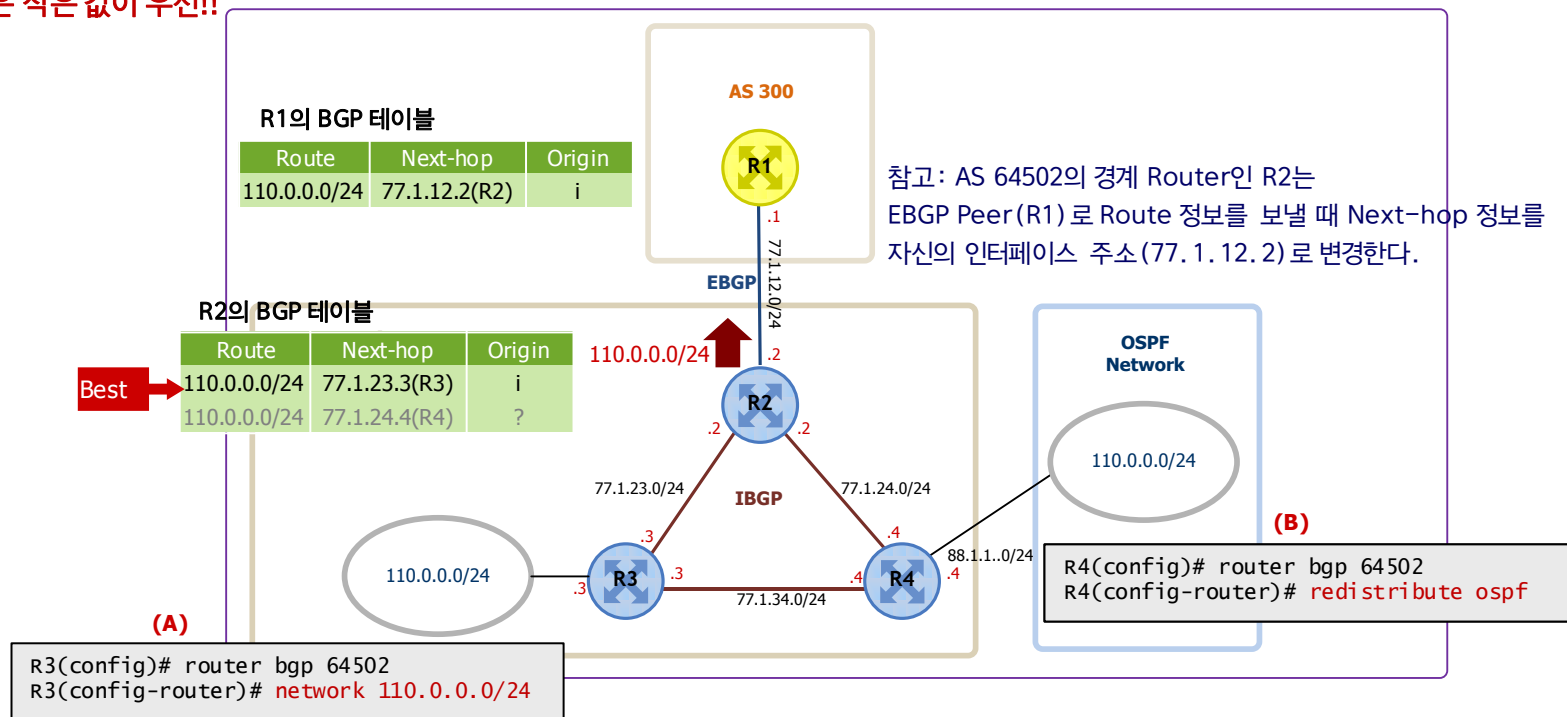 은 작은 값이 우선!!
AS 300
R1의 BGP 테이블
Route Next-hop Origin
110.0.0.0/24 77.1.12.2(R2) i
R1
참고: AS 64502의 경계 Router인 R2는
EBGP Peer(R1)로 Route 정보를 보낼 때 Next-hop 정보를
자신의 인터페이스 주소(77.1.12.2)로 변경한다.
.1
77.1.12.0/24
EBGP
R2의 BGP 테이블
Route Next-hop Origin
Best
110.0.0.0/24 77.1.23.3(R3) i
110.0.0.0/24 77.1.24.4(R4) ?
110.0.0.0/24
.2
R2
.2
.2
OSPF
Network
110.0.0.0/24
77.1.23.0/24
IBGP
77.1.24.0/24
.3
.4
110.0.0.0/24
.3
R3
.3
77.1.34.0/24
.4
R4
.4
88.1.1..0/24
(B)
R4(config)# router bgp 64502
R4(config-router)# redistribute ospf
(A)
R3(config)# router bgp 64502
R3(config-router)# network 110.0.0.0/24